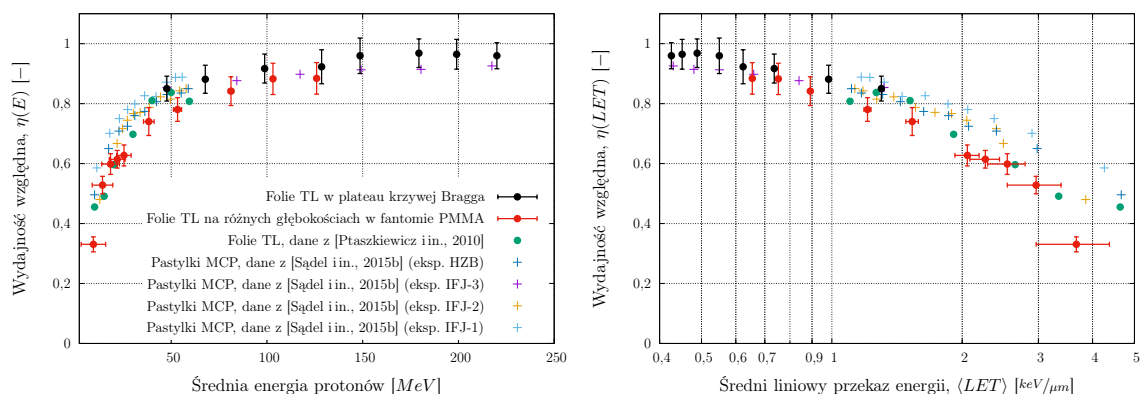 Wydajność względna, η(E) [−]
1
0,8
0,6
0,4
0,2
0
50
100
150
200
250
Średnia energia protonów [MeV]
Folie TL w plateau krzywej Bragga
Folie TL na różnych głębokościach w fantomie PMMA
Folie TL, dane z [Ptaszkiewicz i in., 2010]
Pastylki MCP, dane z [Sądel i in., 2015b] (eksp. HZB)
Pastylki MCP, dane z [Sądel i in., 2015b] (eksp. IFJ-3)
Pastylki MCP, dane z [Sądel i in., 2015b] (eksp. IFJ-2)
Pastylki MCP, dane z [Sądel i in., 2015b] (eksp. IFJ-1)
Wydajność względna, η(LET) [−]
1
0,8
0,6
0,4
0,2
0
0,4
0,5
0,6
0,7
0,8
0,9
1
2
3
4
5
Średni liniowy przekaz energii, ⟨LET⟩ [keV/μm]